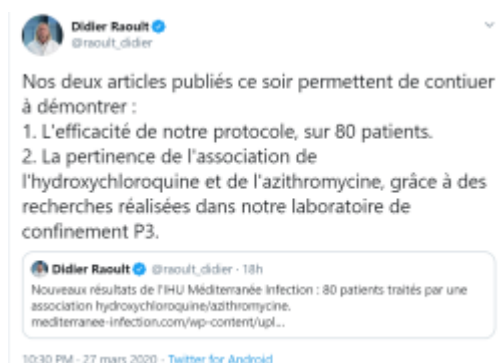 Didier Raoult
@raoult_didier
Nos deux articles publiés ce soir permettent de contiuer
à démontrer :
1. L'efficacité de notre protocole, sur 80 patients.
2. La pertinence de l'association de
l'hydroxychloroquine et de l'azithromycine, grâce à des
recherches réalisées dans notre laboratoire de
confinement P3.
Didier Raoult @raoult_didier · 18h
Nouveaux résultats de l'IHU Méditerranée Infection : 80 patients traités par une
association hydroxychloroquine/azithromycine.
mediterranee-infection.com/wp-content/upl...
10:30 PM · 27 mars 2020 · Twitter for Android